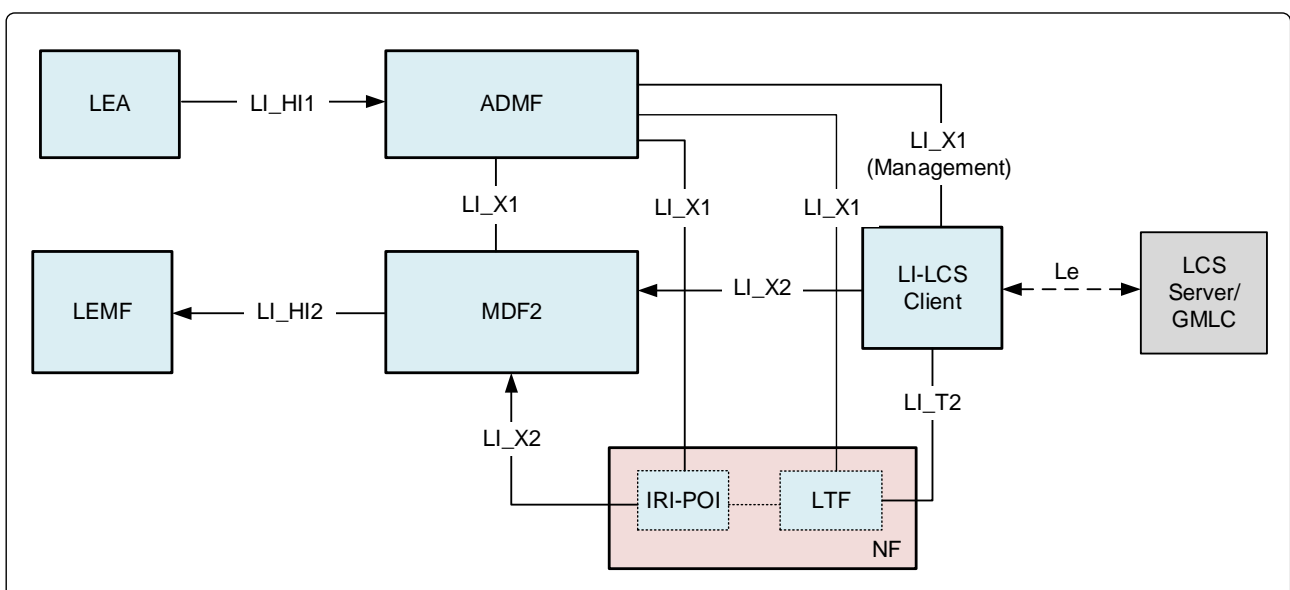 LEA
LI_HI1
ADMF
LI_X1
(Management)
LI_X1
LI_X1
LI_X1
LEMF
LI_HI2
MDF2
LI_X2
LI-LCS
Client
Le
LCS
Server/
GMLC
LI_X2
LI_T2
IRI-POI
LTF
NF